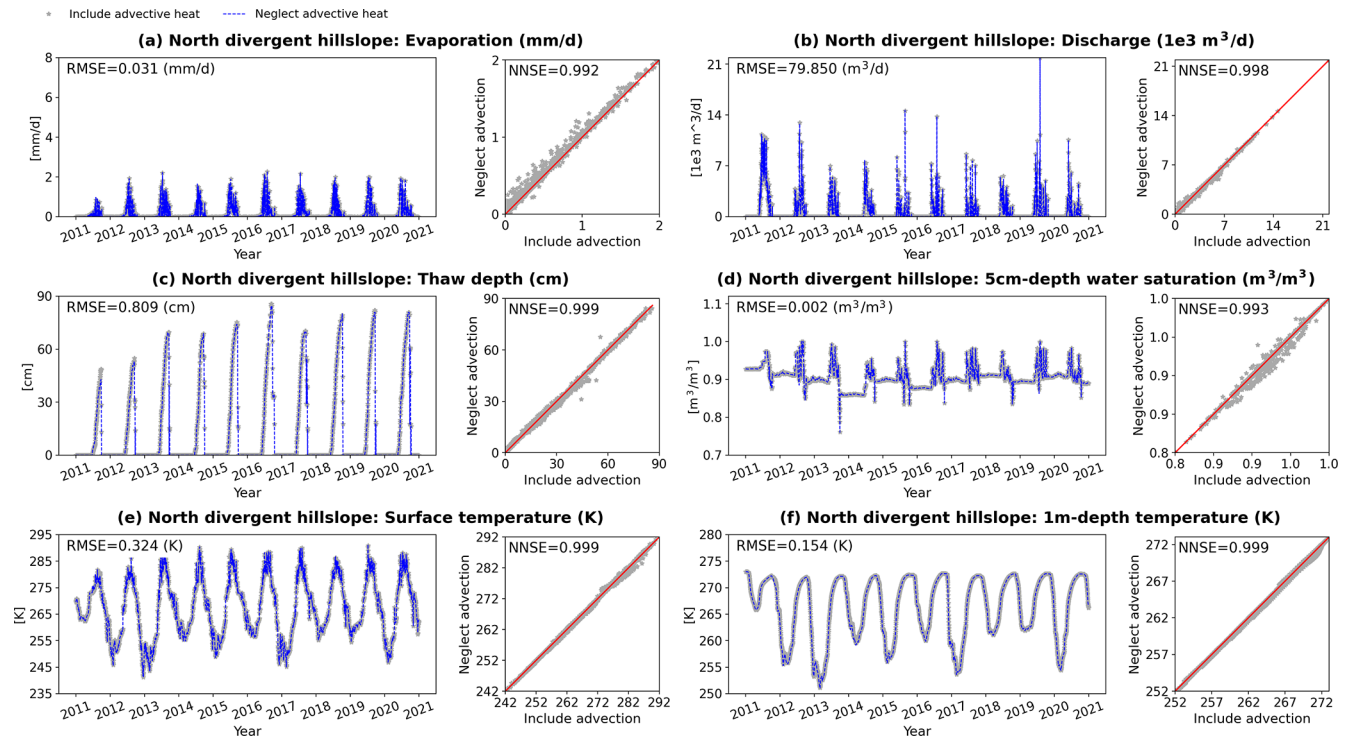 Include advective heat Neglect advective heat
(a) North divergent hillslope: Evaporation (mm/d)
RMSE=0.031 (mm/d)
[mm/d]
8
6
4
2
0
2011 2012 2013 2014 2015 2016 2017 2018 2019 2020 2021
Year
NNSE=0.992
Neglect advection
2
1
0
0 1 2
Include advection
(b) North divergent hillslope: Discharge (1e3 m³/d)
RMSE=79.850 (m³/d)
[1e3 m^3/d]
21
14
7
0
2011 2012 2013 2014 2015 2016 2017 2018 2019 2020 2021
Year
NNSE=0.998
Neglect advection
21
14
7
0
0 7 14 21
Include advection
(c) North divergent hillslope: Thaw depth (cm)
RMSE=0.809 (cm)
[cm]
90
60
30
0
2011 2012 2013 2014 2015 2016 2017 2018 2019 2020 2021
Year
NNSE=0.999
Neglect advection
90
60
30
0
0 45 90
Include advection
(d) North divergent hillslope: 5cm-depth water saturation (m³/m³)
RMSE=0.002 (m³/m³)
[m³/m³]
1.1
1.0
0.9
0.8
0.7
2011 2012 2013 2014 2015 2016 2017 2018 2019 2020 2021
Year
NNSE=0.993
Neglect advection
1.0
1.0
0.9
0.9
0.8
0.8 0.9 0.9 1.0 1.0
Include advection
(e) North divergent hillslope: Surface temperature (K)
RMSE=0.324 (K)
[K]
295
285
275
265
255
245
235
2011 2012 2013 2014 2015 2016 2017 2018 2019 2020 2021
Year
NNSE=0.999
Neglect advection
292
282
272
262
252
242
242 252 262 272 282 292
Include advection
(f) North divergent hillslope: 1m-depth temperature (K)
RMSE=0.154 (K)
[K]
280
275
270
265
260
255
250
2011 2012 2013 2014 2015 2016 2017 2018 2019 2020 2021
Year
NNSE=0.999
Neglect advection
272
267
262
257
252
252 257 262 267 272
Include advection